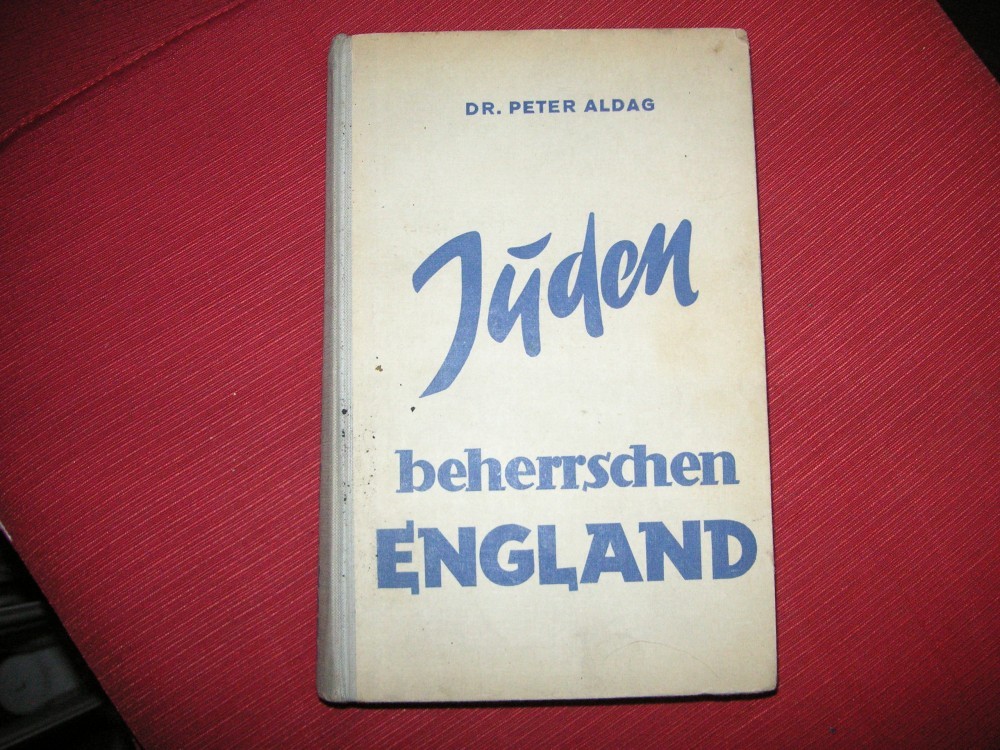 DR. PETER ALDAG
Juden
beherrschen
ENGLAND